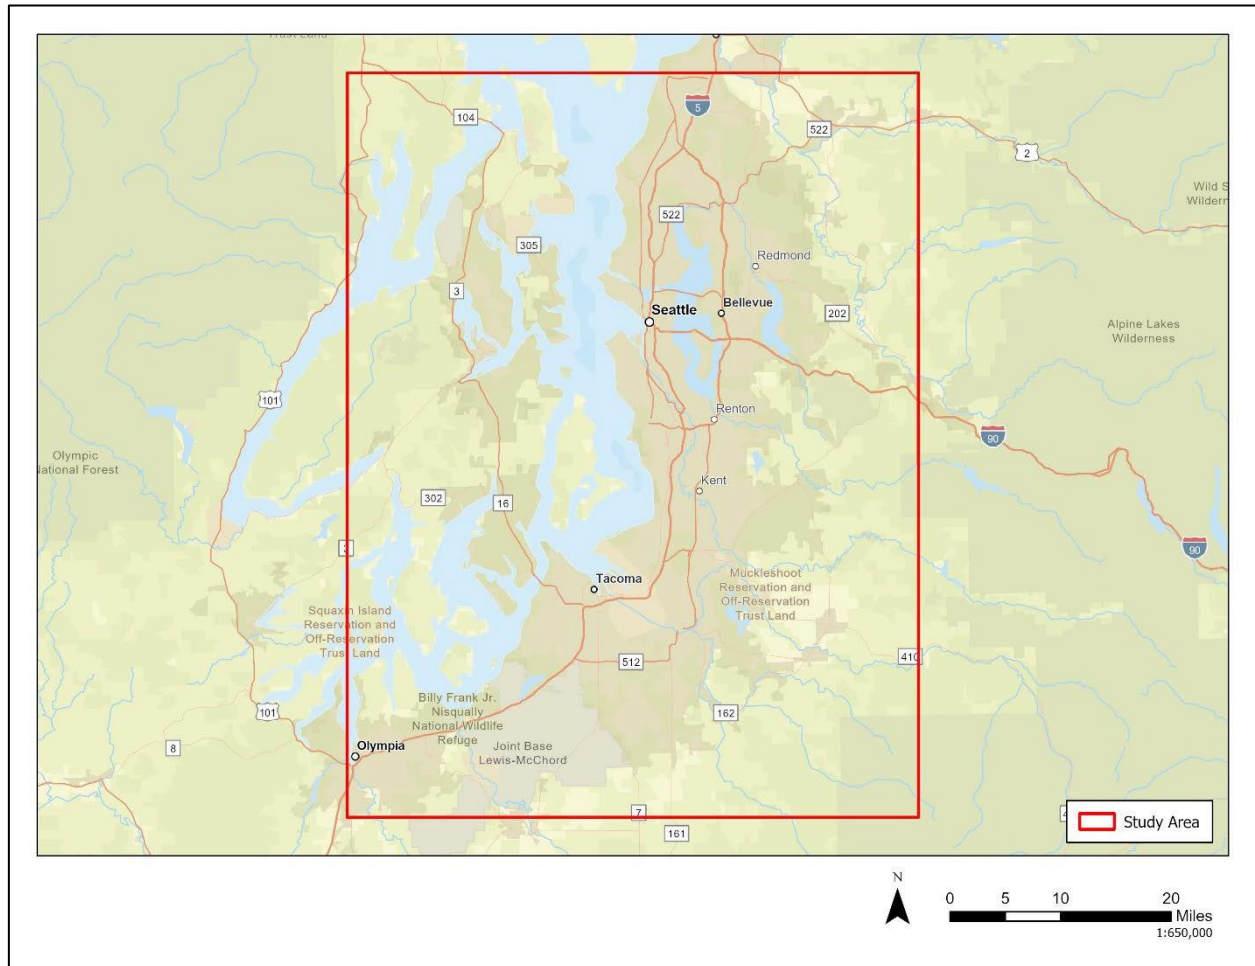 Trust Land
104
5
522
2
Wild S
Wildern
522
305
Redmond
3
Bellevue
Seattle
202
Alpine Lakes
Wilderness
101
Renton
90
Olympic
National Forest
Kent
302
16
3
90
Tacoma
Muckleshoot
Reservation and
Off-Reservation
Trust Land
Squaxin Island
Reservation and
Off-Reservation
Trust Land
512
410
Billy Frank Jr.
Nisqually
National Wildlife
Refuge
101
162
8
Olympia
Joint Base
Lewis-McChord
7
161
Study Area
N
0 5 10 20
Miles
1:650,000